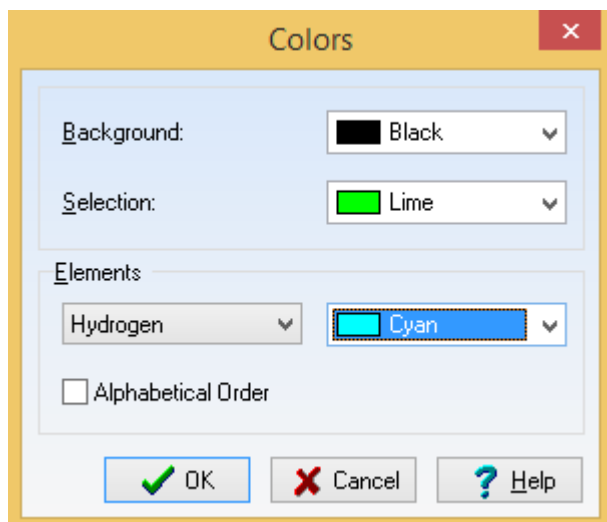 Colors
Background: Black
Selection: Lime
Elements
Hydrogen Cyan
Alphabetical Order
OK Cancel Help